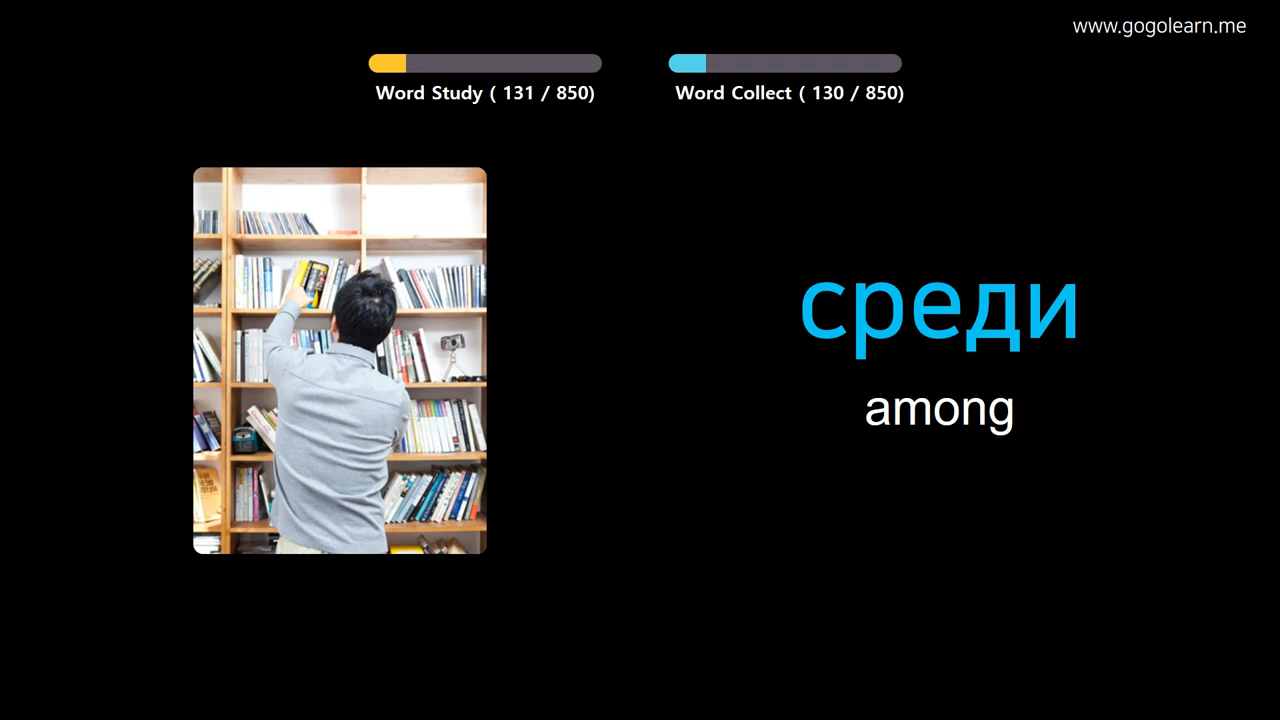 www.gogolearn.me
Word Study ( 131 / 850)
Word Collect ( 130 / 850)
среди
among